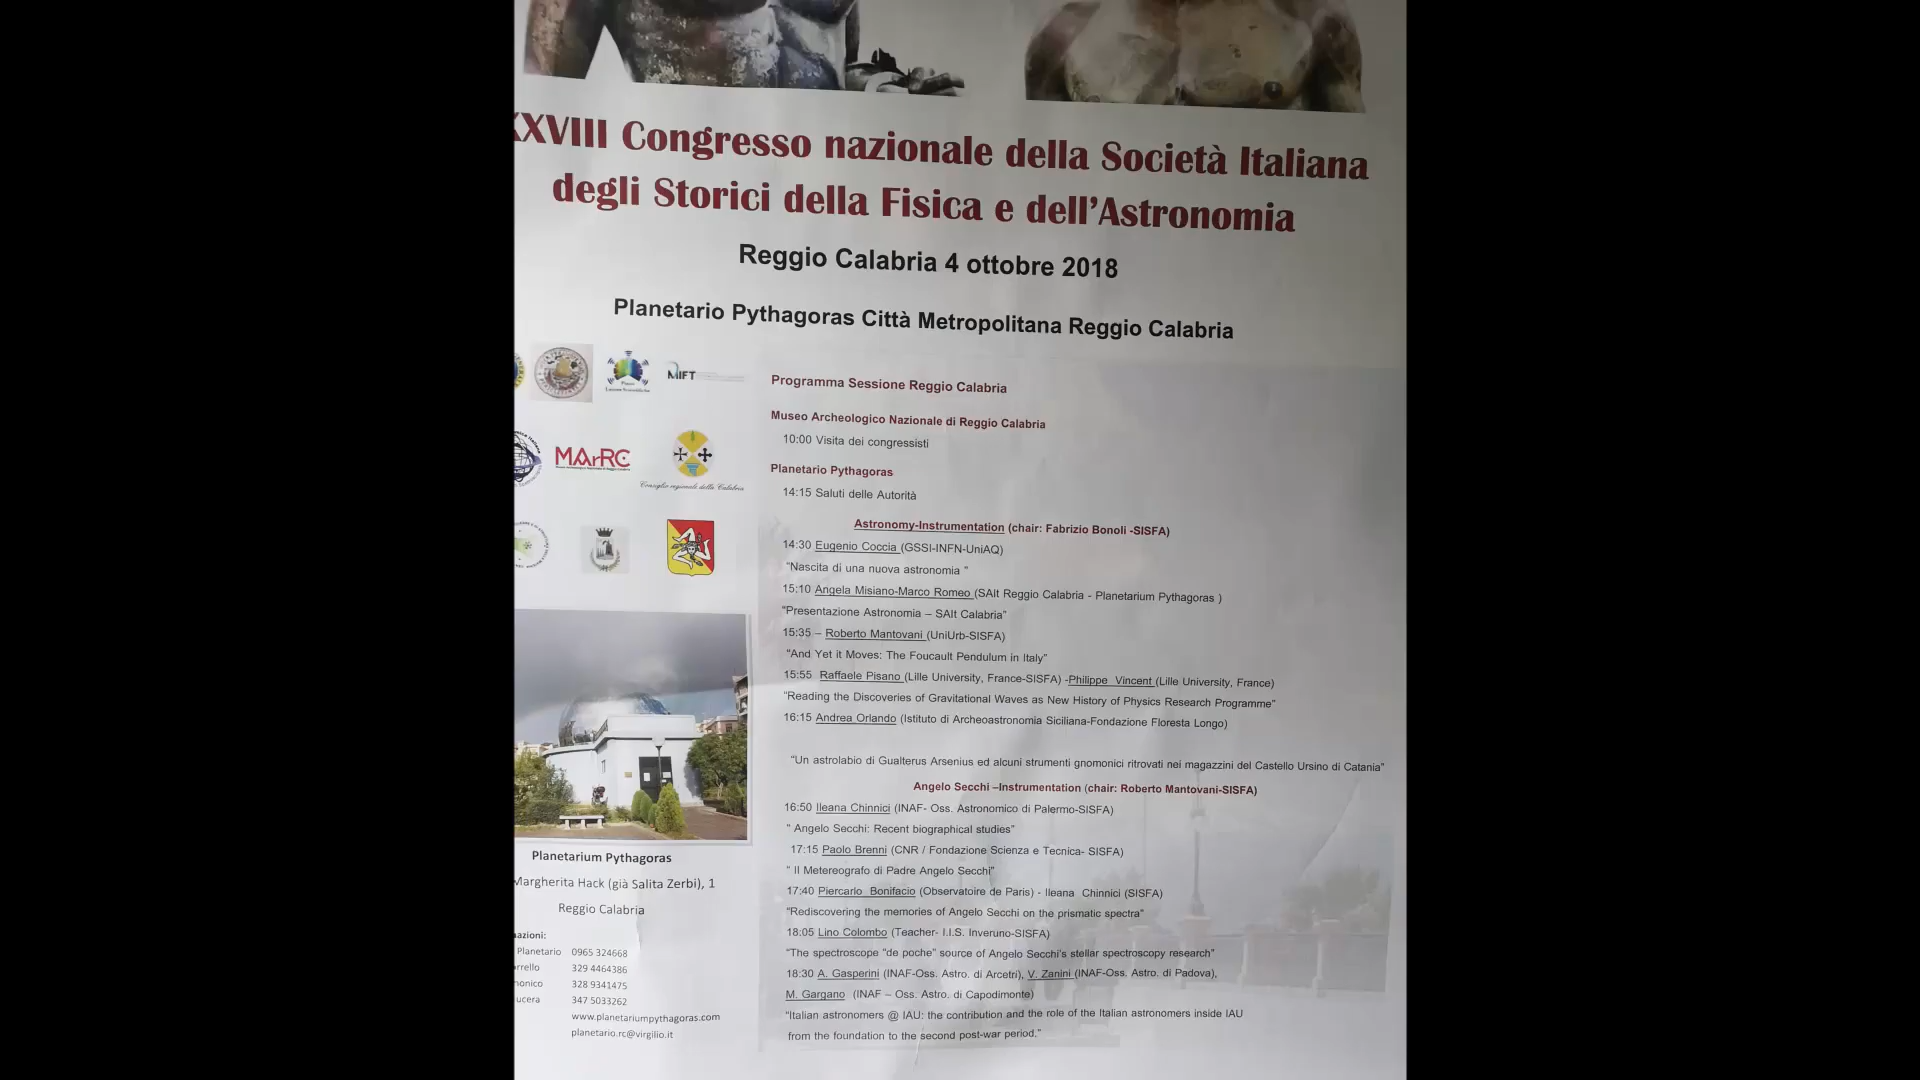 XXVIII Congresso nazionale della Società Italiana
degli Storici della Fisica e dell'Astronomia
Reggio Calabria 4 ottobre 2018
Planetario Pythagoras Città Metropolitana Reggio Calabria
MIFT
MArRC
Consiglio regionale della Calabria
Planetarium Pythagoras
Margherita Hack (già Salita Zerbi), 1
Reggio Calabria
azioni:
Planetario 0965 324668
rrello 329 4464386
nonico 328 9341475
ucera 347 5033262
www.planetariumpythagoras.com
planetario.rc@virgilio.it
Programma Sessione Reggio Calabria
Museo Archeologico Nazionale di Reggio Calabria
10:00 Visita dei congressisti
Planetario Pythagoras
14:15 Saluti delle Autorità
Astronomy-Instrumentation (chair: Fabrizio Bonoli -SISFA)
14:30 Eugenio Coccia (GSSI-INFN-UniAQ)
"Nascita di una nuova astronomia "
15:10 Angela Misiano-Marco Romeo (SAIt Reggio Calabria - Planetarium Pythagoras )
"Presentazione Astronomia – SAIt Calabria"
15:35 – Roberto Mantovani (UniUrb-SISFA)
"And Yet it Moves: The Foucault Pendulum in Italy"
15:55 Raffaele Pisano (Lille University, France-SISFA) -Philippe Vincent (Lille University, France)
"Reading the Discoveries of Gravitational Waves as New History of Physics Research Programme"
16:15 Andrea Orlando (Istituto di Archeoastronomia Siciliana-Fondazione Floresta Longo)
"Un astrolabio di Gualterus Arsenius ed alcuni strumenti gnomonici ritrovati nei magazzini del Castello Ursino di Catania"
Angelo Secchi –Instrumentation (chair: Roberto Mantovani-SISFA)
16:50 Ileana Chinnici (INAF- Oss. Astronomico di Palermo-SISFA)
" Angelo Secchi: Recent biographical studies"
17:15 Paolo Brenni (CNR / Fondazione Scienza e Tecnica- SISFA)
" Il Metereografo di Padre Angelo Secchi"
17:40 Piercarlo Bonifacio (Observatoire de Paris) - Ileana Chinnici (SISFA)
"Rediscovering the memories of Angelo Secchi on the prismatic spectra"
18:05 Lino Colombo (Teacher- I.I.S. Inveruno-SISFA)
"The spectroscope "de poche" source of Angelo Secchi's stellar spectroscopy research"
18:30 A. Gasperini (INAF-Oss. Astro. di Arcetri), V. Zanini (INAF-Oss. Astro. di Padova),
M. Gargano (INAF – Oss. Astro. di Capodimonte)
"Italian astronomers @ IAU: the contribution and the role of the Italian astronomers inside IAU
from the foundation to the second post-war period."